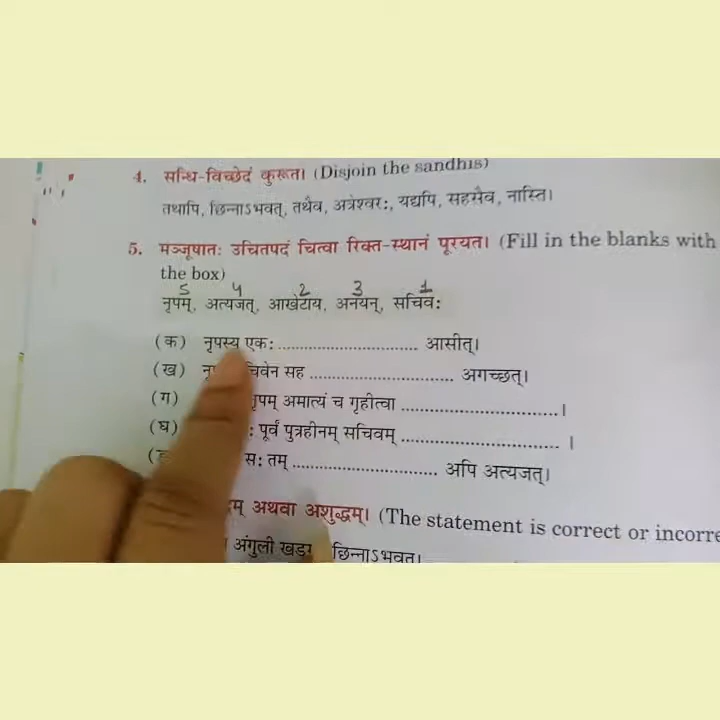 4. सन्धि-विच्छेदं कुरूत। (Disjoin the sandhis)
तथापि, छिन्नाऽभवत्, तथैव, अत्रेश्वरः, यद्यपि, सहसैव, नास्ति।
5. मञ्जूषातः उचितपदं चित्वा रिक्त-स्थानं पूरयत। (Fill in the blanks with
the box)
5 4 2 3 1
नृपम्, अत्यजत्, आखेटाय, अनयन्, सचिवः
(क) नृपस्य एकः.................................. आसीत्।
(ख) सह .................................. अगच्छत्।
(ग) अमात्यं च गृहीत्वा ..................................।
(घ) पूर्वं पुत्रहीनम् सचिवम् ..................................।
सः तम् .................................. अपि अत्यजत्।
अथवा अशुद्धम्। (The statement is correct or
अंगुली छिन्नाऽभवत्।